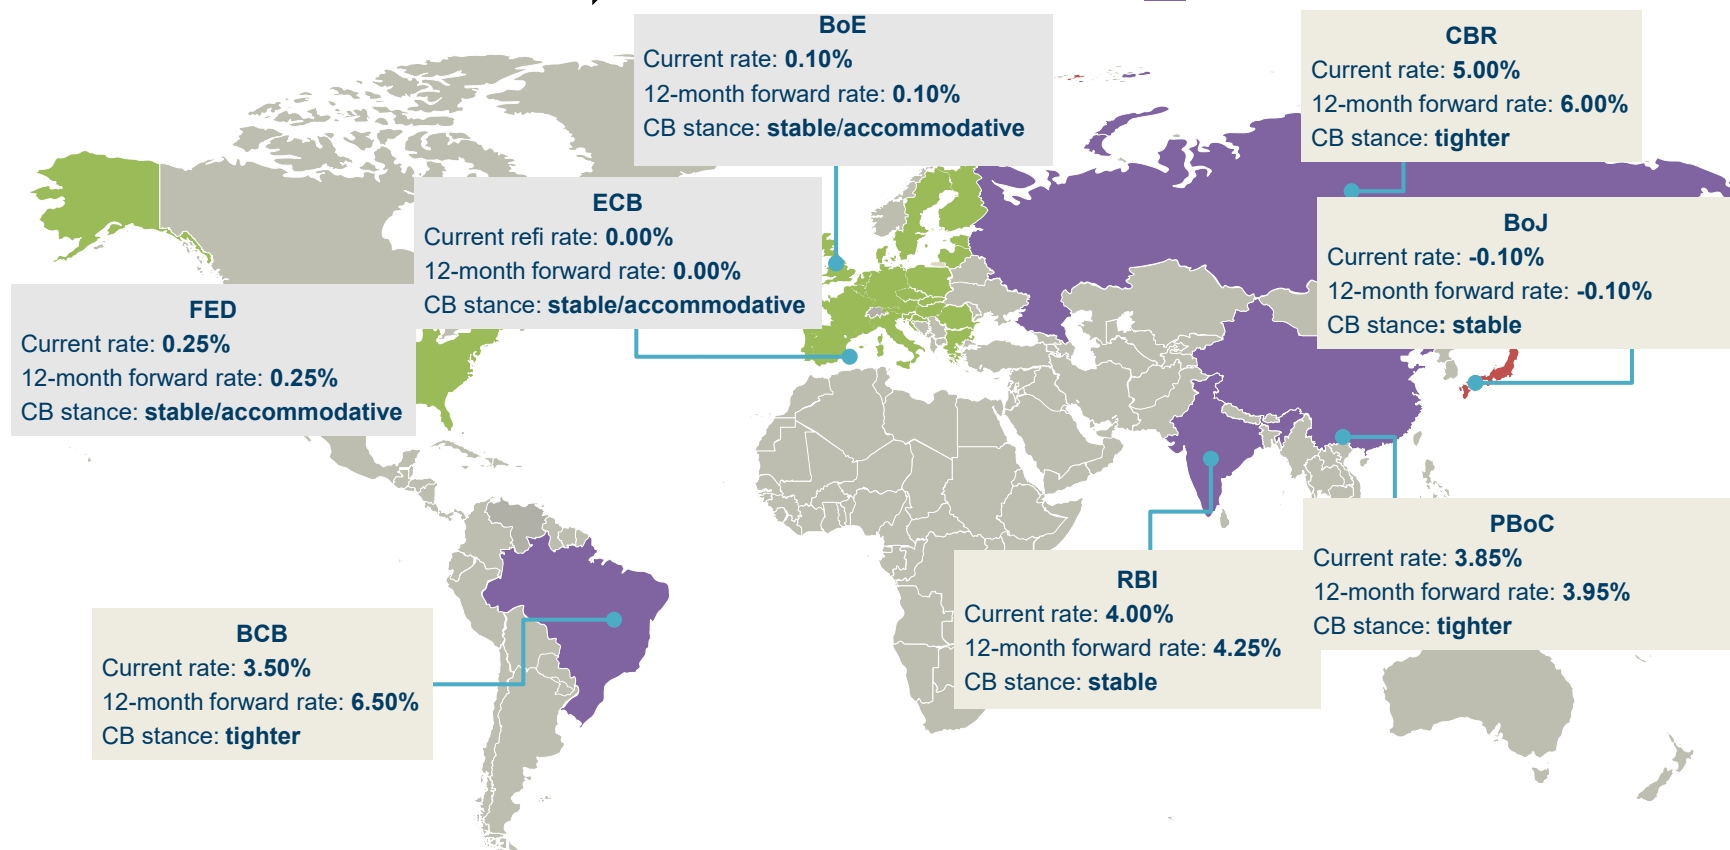 BoE
Current rate: 0.10%
12-month forward rate: 0.10%
CB stance: stable/accommodative
CBR
Current rate: 5.00%
12-month forward rate: 6.00%
CB stance: tighter
ECB
Current refi rate: 0.00%
12-month forward rate: 0.00%
CB stance: stable/accommodative
BoJ
Current rate: -0.10%
12-month forward rate: -0.10%
CB stance: stable
FED
Current rate: 0.25%
12-month forward rate: 0.25%
CB stance: stable/accommodative
PBoC
Current rate: 3.85%
12-month forward rate: 3.95%
CB stance: tighter
RBI
Current rate: 4.00%
12-month forward rate: 4.25%
CB stance: stable
BCB
Current rate: 3.50%
12-month forward rate: 6.50%
CB stance: tighter